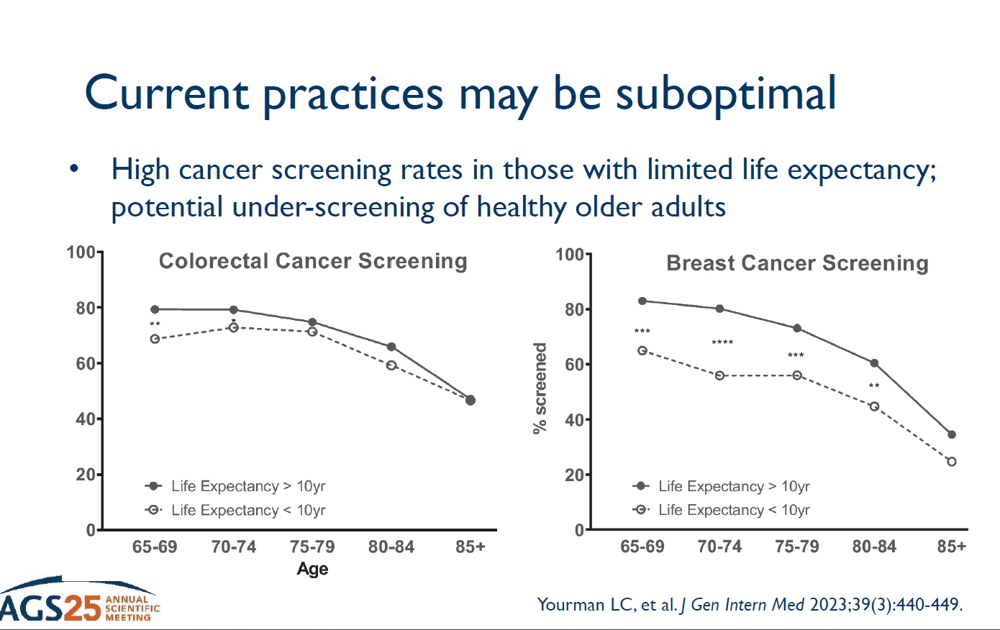 Current practices may be suboptimal
• High cancer screening rates in those with limited life expectancy;
potential under-screening of healthy older adults
Colorectal Cancer Screening
100
80
60
40
20
0
**
*
Life Expectancy > 10yr
Life Expectancy < 10yr
65-69 70-74 75-79 80-84 85+
Age
Breast Cancer Screening
% screened
100
80
60
40
20
0
***
****
***
**
Life Expectancy > 10yr
Life Expectancy < 10yr
65-69 70-74 75-79 80-84 85+
AGS25 ANNUAL
SCIENTIFIC
MEETING
Yourman LC, et al. J Gen Intern Med 2023;39(3):440-449.